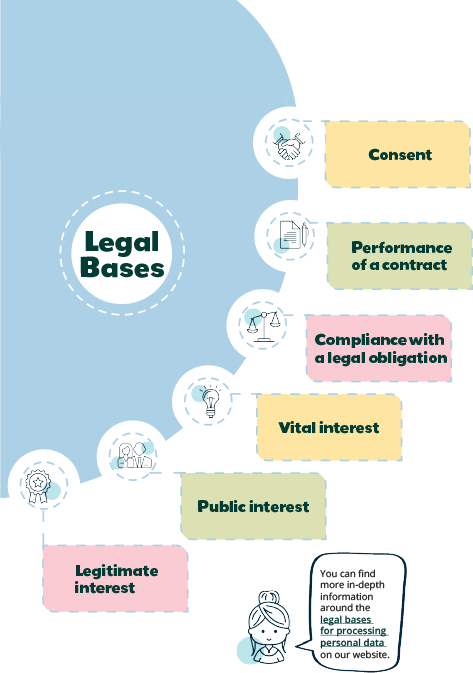 Legal
Bases
Consent
Performance
of a contract
Compliance with
a legal obligation
Vital interest
Public interest
Legitimate
interest
You can find
more in-depth
information
around the
legal bases
for processing
personal data
on our website.